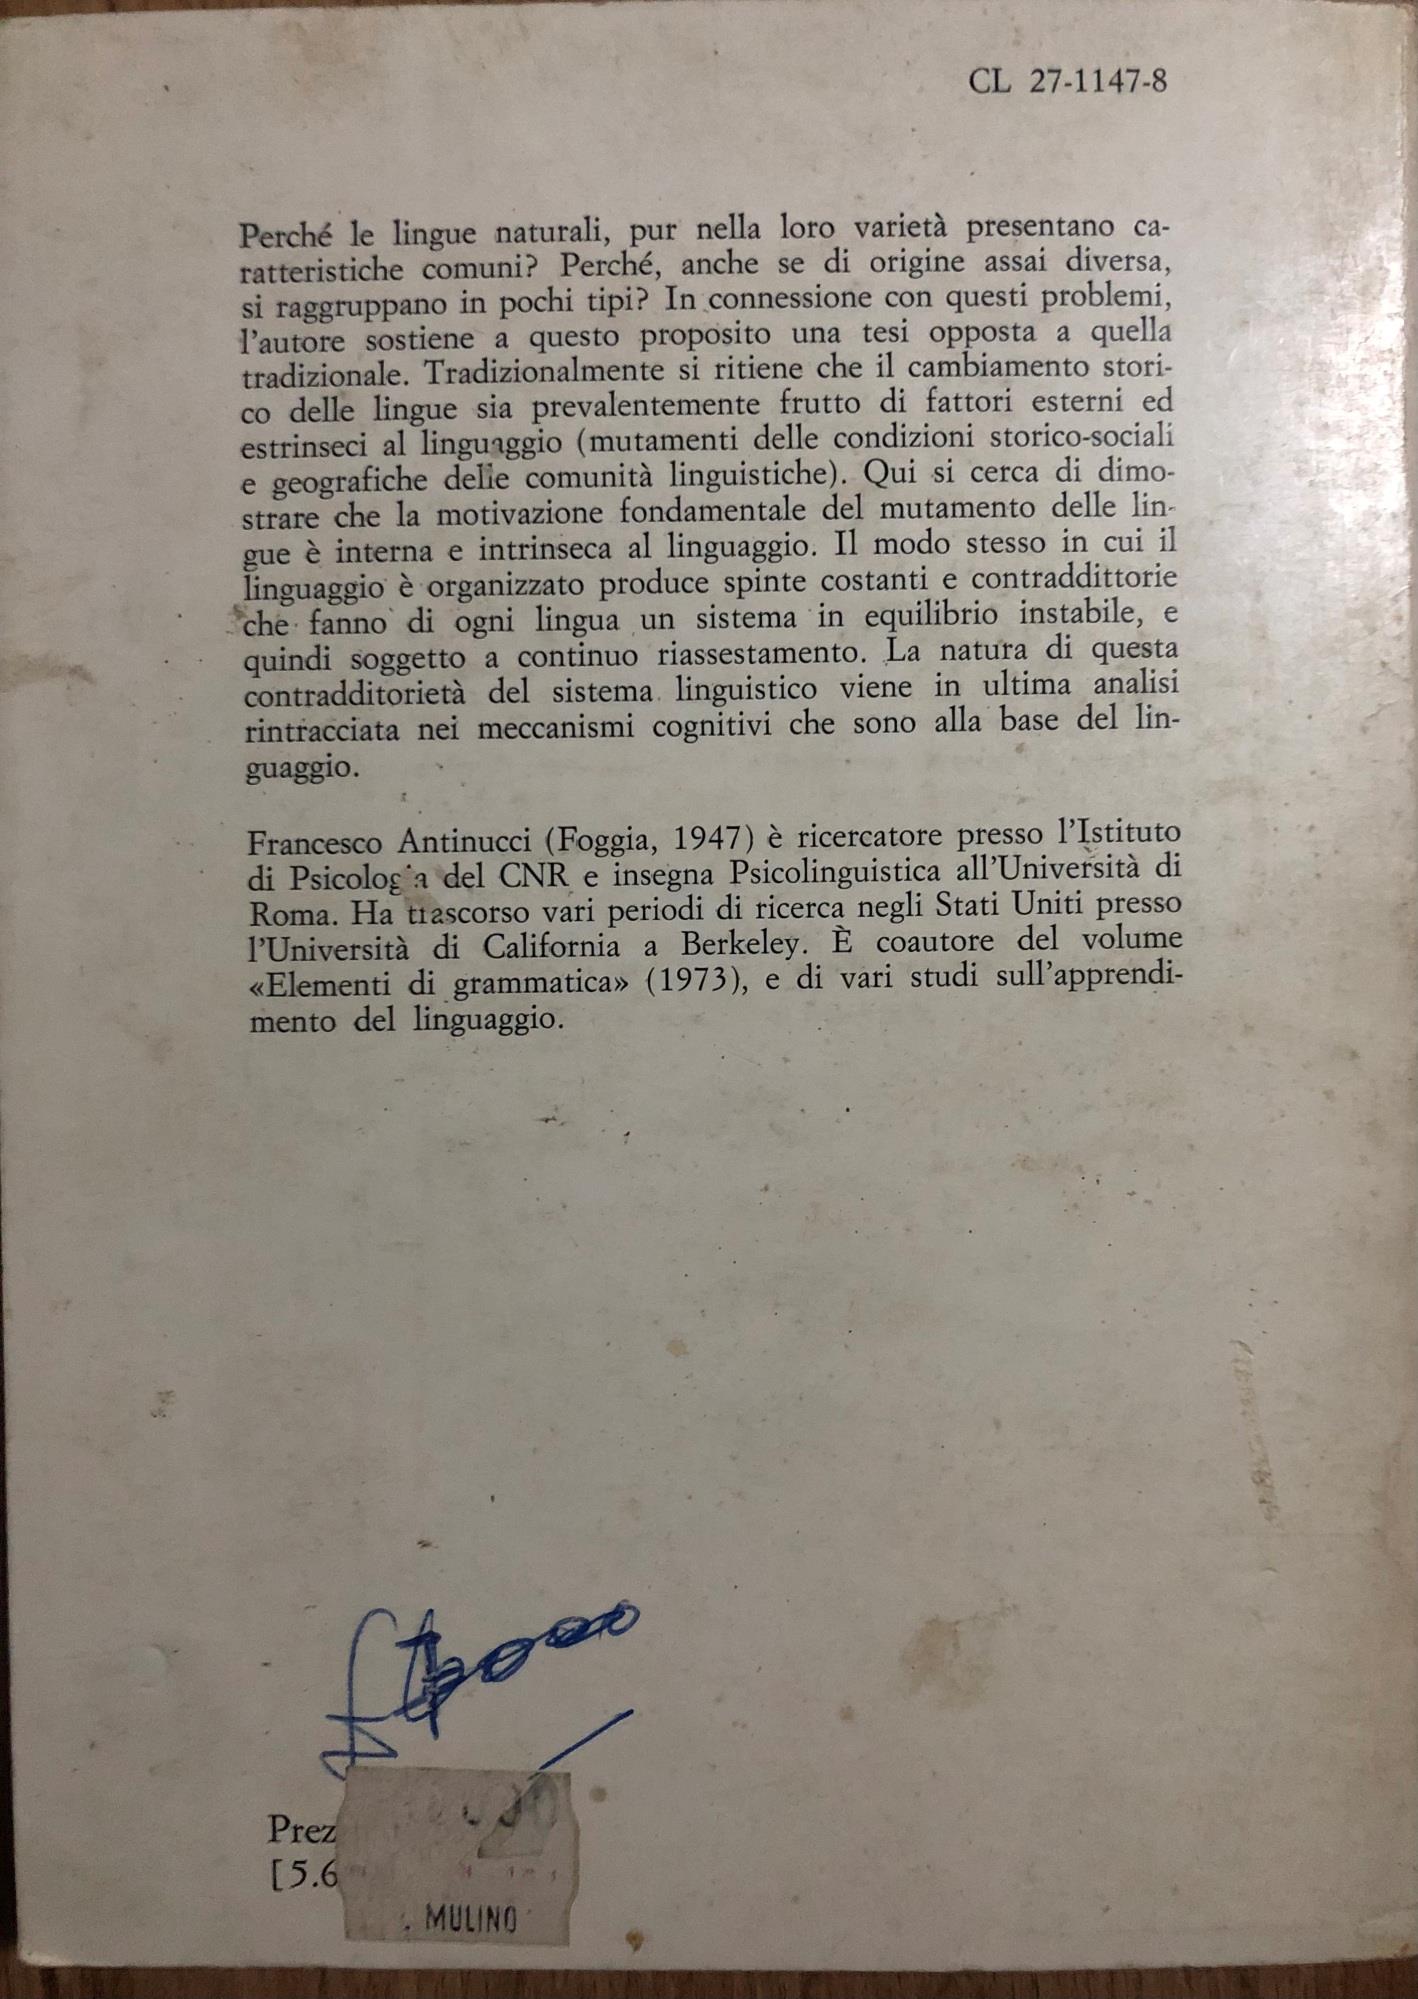 CL 27-1147-8
Perché le lingue naturali, pur nella loro varietà presentano ca-
ratteristiche comuni? Perché, anche se di origine assai diversa,
si raggruppano in pochi tipi? In connessione con questi problemi,
l'autore sostiene a questo proposito una tesi opposta a quella
tradizionale. Tradizionalmente si ritiene che il cambiamento stori-
co delle lingue sia prevalentemente frutto di fattori esterni ed
estrinseci al linguaggio (mutamenti delle condizioni storico-sociali
e geografiche delle comunità linguistiche). Qui si cerca di dimo-
strare che la motivazione fondamentale del mutamento delle lin-
gue è interna e intrinseca al linguaggio. Il modo stesso in cui il
linguaggio è organizzato produce spinte costanti e contraddittorie
che fanno di ogni lingua un sistema in equilibrio instabile, e
quindi soggetto a continuo riassestamento. La natura di questa
contradditorietà del sistema linguistico viene in ultima analisi
rintracciata nei meccanismi cognitivi che sono alla base del lin-
guaggio.
Francesco Antinucci (Foggia, 1947) è ricercatore presso l'Istituto
di Psicologia del CNR e insegna Psicolinguistica all'Università di
Roma. Ha trascorso vari periodi di ricerca negli Stati Uniti presso
l'Università di California a Berkeley. È coautore del volume
«Elementi di grammatica» (1973), e di vari studi sull'apprendi-
mento del linguaggio.
Prez
[5.6
MULINO